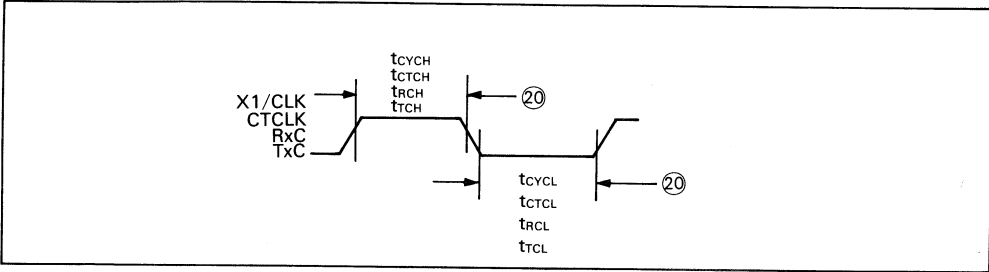 tCYCH
tCTCH
tRCH
tTCH
X1/CLK
CTCLK
RxC
TxC
20
tCYCL
tCTCL
tRCL
tTCL
20